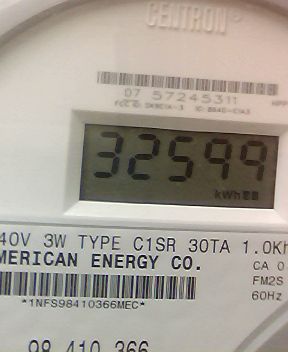 CENTRON
07 57245311
32599
kWh
40V 3W TYPE C1SR 30TA 1.0Kh
MERICAN ENERGY CO.
CA 0
FM2S
60Hz
*1NFS98410366MEC*
98 410 366